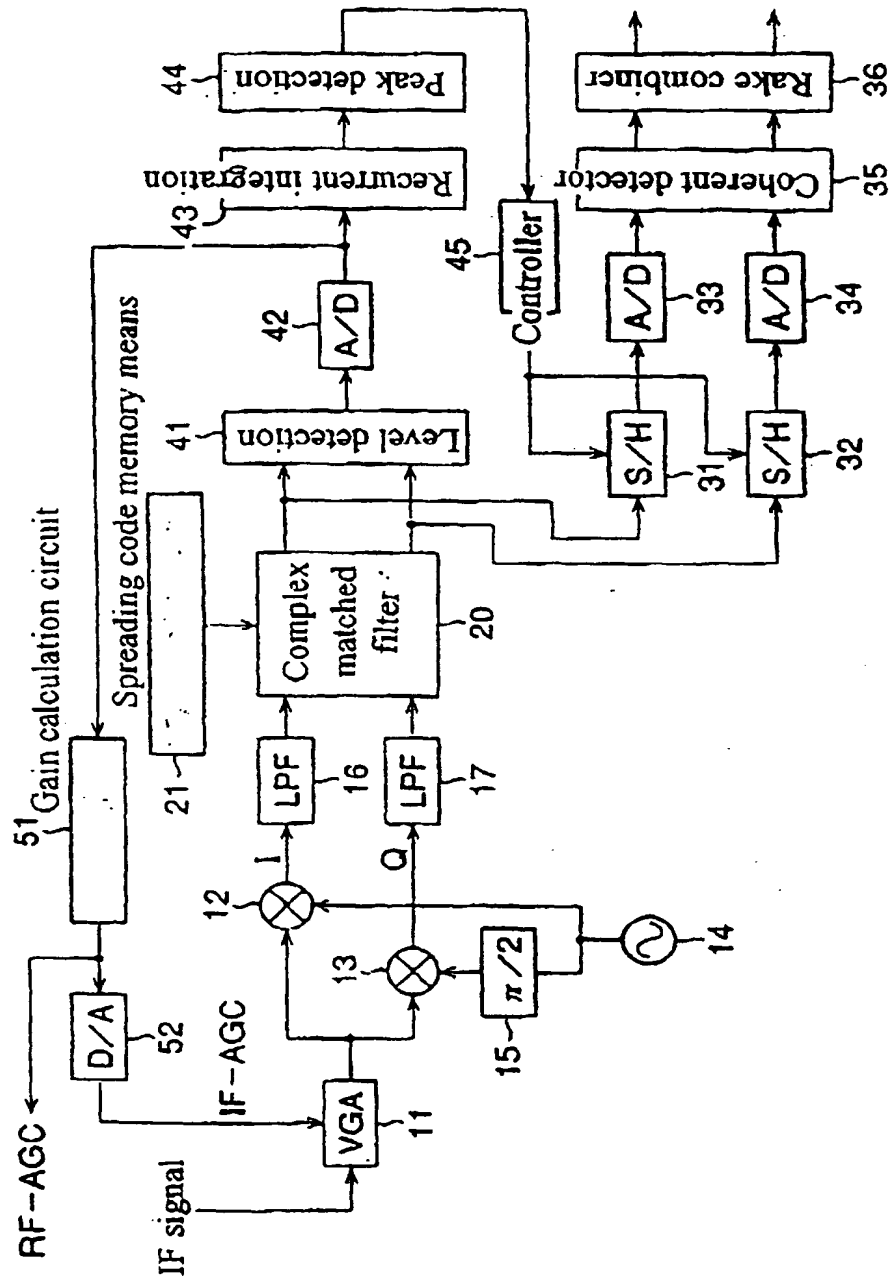 RF-AGC
D/A
52
51
Gain calculation circuit
IF signal
IF-AGC
VGA
11
12
I
13
Q
π/2
15
14
21
Spreading code memory means
LPF
16
LPF
17
Complex
matched
filter
20
41
Level detection
42
A/D
43
Recurrent integration
44
Peak detection
45
Controller
S/H
31
S/H
32
A/D
33
A/D
34
Coherent detector
35
Rake combiner
36